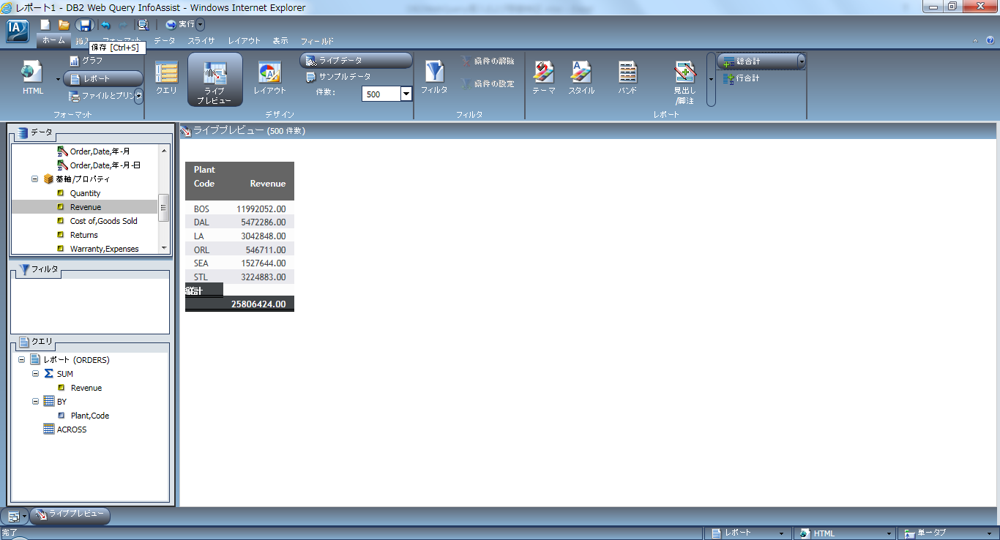 レポート1 - DB2 Web Query InfoAssist - Windows Internet Explorer
実行
ホーム 挿入 フォーマット データ スライサ レイアウト 表示 フィールド
保存 [Ctrl+S]
HTML
グラフ
レポート
ファイルとプリン
フォーマット
クエリ
ライブ
プレビュー
レイアウト
ライブデータ
サンプルデータ
件数: 500
デザイン
フィルタ
条件の解除
条件の設定
フィルタ
テーマ
スタイル
バンド
見出し
/脚注
総合計
行合計
レポート
データ
Order,Date,年-月
Order,Date,年-月-日
基軸/プロパティ
Quantity
Revenue
Cost of,Goods Sold
Returns
Warranty,Expenses
フィルタ
クエリ
レポート (ORDERS)
SUM
Revenue
BY
Plant,Code
ACROSS
ライブプレビュー (500 件数)
Plant
Code Revenue
BOS 11992052.00
DAL 5472286.00
LA 3042848.00
ORL 546711.00
SEA 1527644.00
STL 3224883.00
総計
25806424.00
ライブプレビュー
完了
レポート
HTML
単一タブ